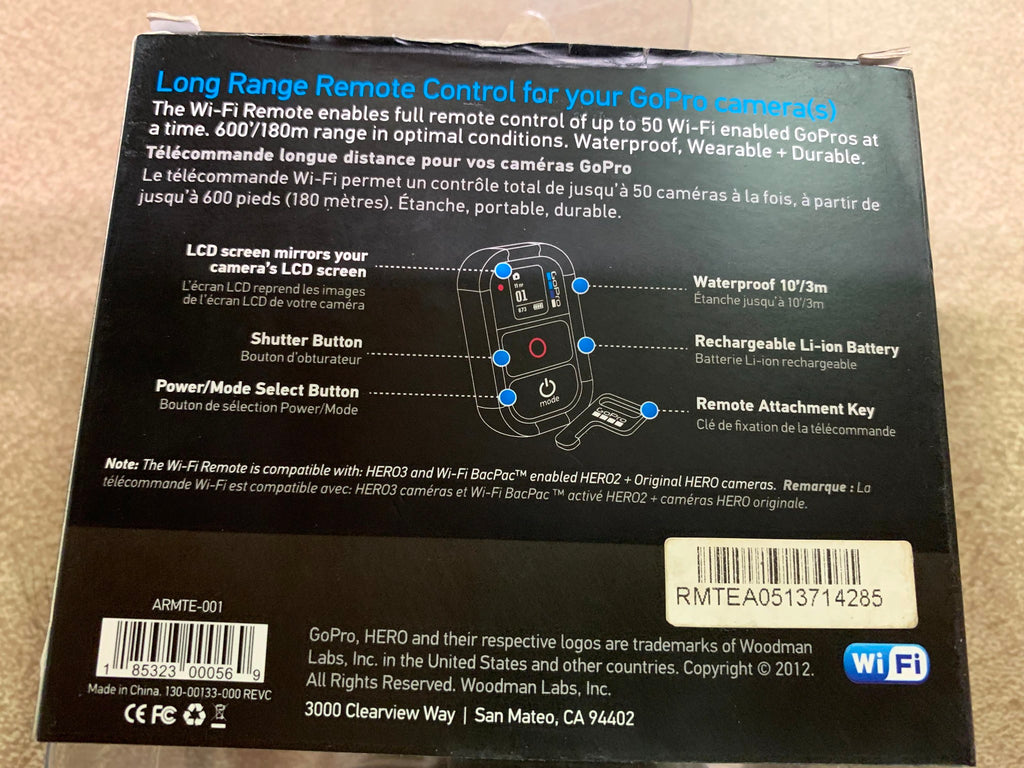 Long Range Remote Control for your GoPro camera(s)
The Wi-Fi Remote enables full remote control of up to 50 Wi-Fi enabled GoPros at
a time. 600'/180m range in optimal conditions. Waterproof, Wearable + Durable.
Télécommande longue distance pour vos caméras GoPro
Le télécommande Wi-Fi permet un contrôle total de jusqu'à 50 caméras à la fois, à partir de
jusqu'à 600 pieds (180 mètres). Étanche, portable, durable.
LCD screen mirrors your
camera's LCD screen
L'écran LCD reprend les images
de l'écran LCD de votre caméra
Shutter Button
Bouton d'obturateur
Power/Mode Select Button
Bouton de sélection Power/Mode
01
GoPro
mode
GoPro
Waterproof 10'/3m
Étanche jusqu'à 10'/3m
Rechargeable Li-ion Battery
Batterie Li-ion rechargeable
Remote Attachment Key
Clé de fixation de la télécommande
Note: The Wi-Fi Remote is compatible with: HERO3 and Wi-Fi BacPac™ enabled HERO2 + Original HERO cameras. Remarque : La
télécommande Wi-Fi est compatible avec: HERO3 caméras et Wi-Fi BacPac ™ activé HERO2 + caméras HERO originale.
RMTEA0513714285
ARMTE-001
1 85323 00056 9
Made in China. 130-00133-000 REVC
CE FC
GoPro, HERO and their respective logos are trademarks of Woodman
Labs, Inc. in the United States and other countries. Copyright © 2012.
All Rights Reserved. Woodman Labs, Inc.
3000 Clearview Way | San Mateo, CA 94402
Wi Fi